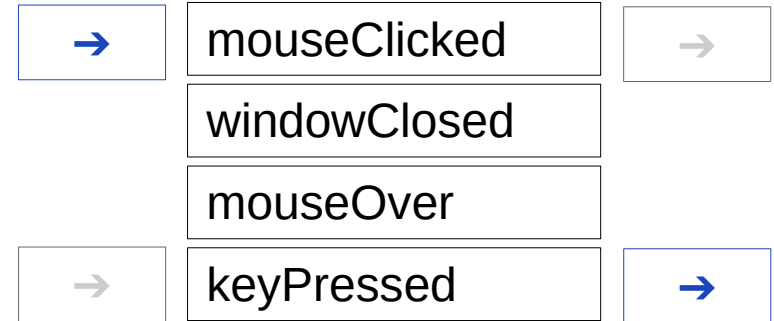 ➔ mouseClicked ➔
windowClosed
mouseOver
➔ keyPressed ➔